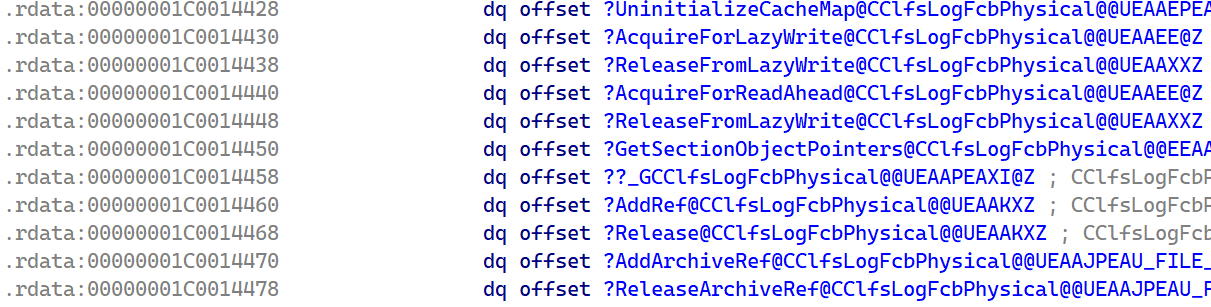 .rdata:00000001C0014428 dq offset ?UninitializeCacheMap@CClfsLogFcbPhysical@@UEAAEPEA
.rdata:00000001C0014430 dq offset ?AcquireForLazyWrite@CClfsLogFcbPhysical@@UEAAEE@Z
.rdata:00000001C0014438 dq offset ?ReleaseFromLazyWrite@CClfsLogFcbPhysical@@UEAAXXZ
.rdata:00000001C0014440 dq offset ?AcquireForReadAhead@CClfsLogFcbPhysical@@UEAAEE@Z
.rdata:00000001C0014448 dq offset ?ReleaseFromLazyWrite@CClfsLogFcbPhysical@@UEAAXXZ
.rdata:00000001C0014450 dq offset ?GetSectionObjectPointers@CClfsLogFcbPhysical@@EEAA
.rdata:00000001C0014458 dq offset ??_GCClfsLogFcbPhysical@@UEAAPEAXI@Z ; CClfsLogFcbP
.rdata:00000001C0014460 dq offset ?AddRef@CClfsLogFcbPhysical@@UEAAKXZ ; CClfsLogFcbP
.rdata:00000001C0014468 dq offset ?Release@CClfsLogFcbPhysical@@UEAAKXZ ; CClfsLogFcb
.rdata:00000001C0014470 dq offset ?AddArchiveRef@CClfsLogFcbPhysical@@UEAAJPEAU_FILE_
.rdata:00000001C0014478 dq offset ?ReleaseArchiveRef@CClfsLogFcbPhysical@@UEAAJPEAU_F